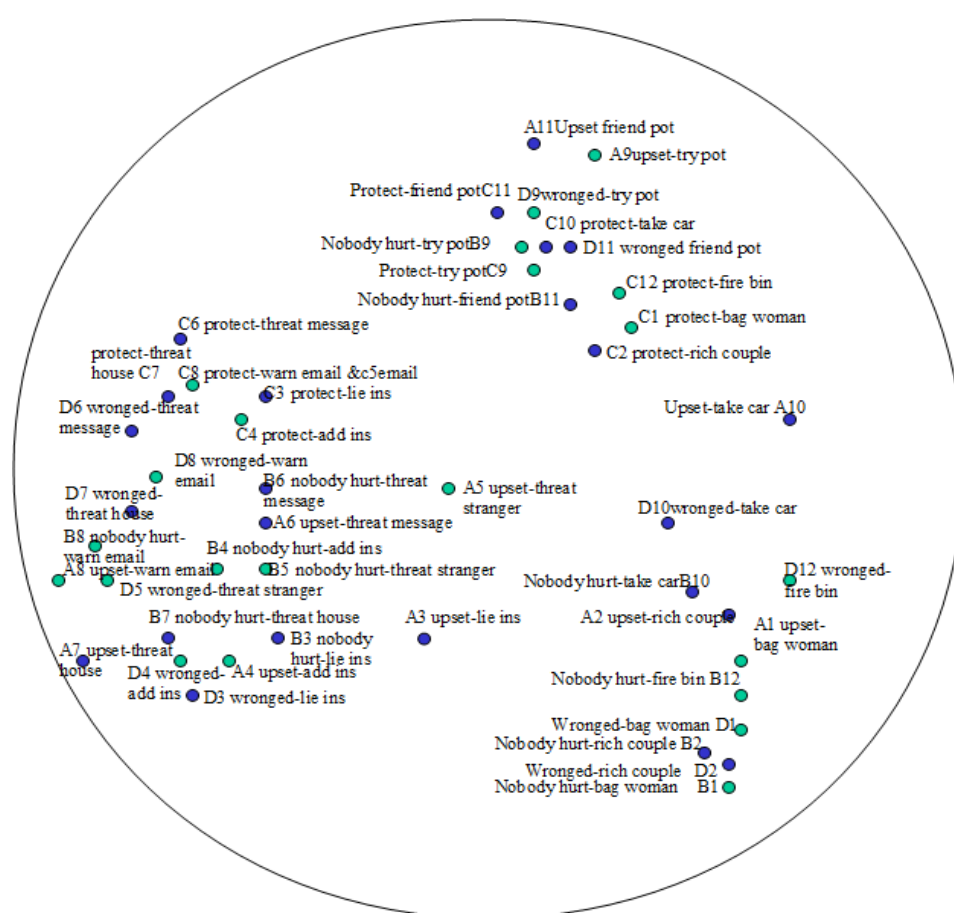 A11Upset friend pot
A9upset-try pot
Protect-friend potC11
D9wronged-try pot
C10 protect-take car
Nobody hurt-try potB9
D11 wronged friend pot
Protect-try potC9
C12 protect-fire bin
Nobody hurt-friend potB11
C1 protect-bag woman
C6 protect-threat message
C2 protect-rich couple
protect-threat
house C7
C8 protect-warn email &c5email
C3 protect-lie ins
D6 wronged-threat
message
Upset-take car A10
C4 protect-add ins
D8 wronged-warn
email
B6 nobody hurt-threat
message
A5 upset-threat
stranger
D7 wronged-
threat house
D10wronged-take car
A6 upset-threat message
B8 nobody hurt-
warn email
B4 nobody hurt-add ins
A8 upset-warn email
B5 nobody hurt-threat stranger
D12 wronged-
fire bin
Nobody hurt-take carB10
D5 wronged-threat stranger
B7 nobody hurt-threat house
A3 upset-lie ins
A2 upset-rich couple
A1 upset-
bag woman
B3 nobody
hurt-lie ins
A7 upset-threat
house
D4 wronged-
add ins
A4 upset-add ins
Nobody hurt-fire bin B12
D3 wronged-lie ins
Wronged-bag woman D1
Nobody hurt-rich couple B2
Wronged-rich couple D2
Nobody hurt-bag woman B1